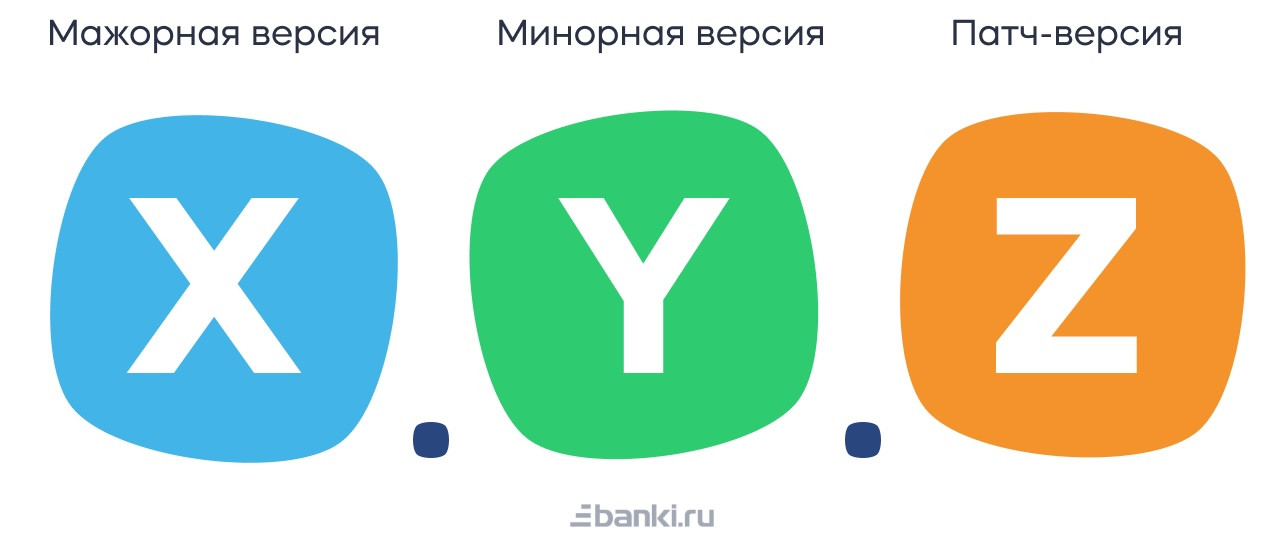 Мажорная версия
Минорная версия
Патч-версия
X . Y . Z
banki.ru